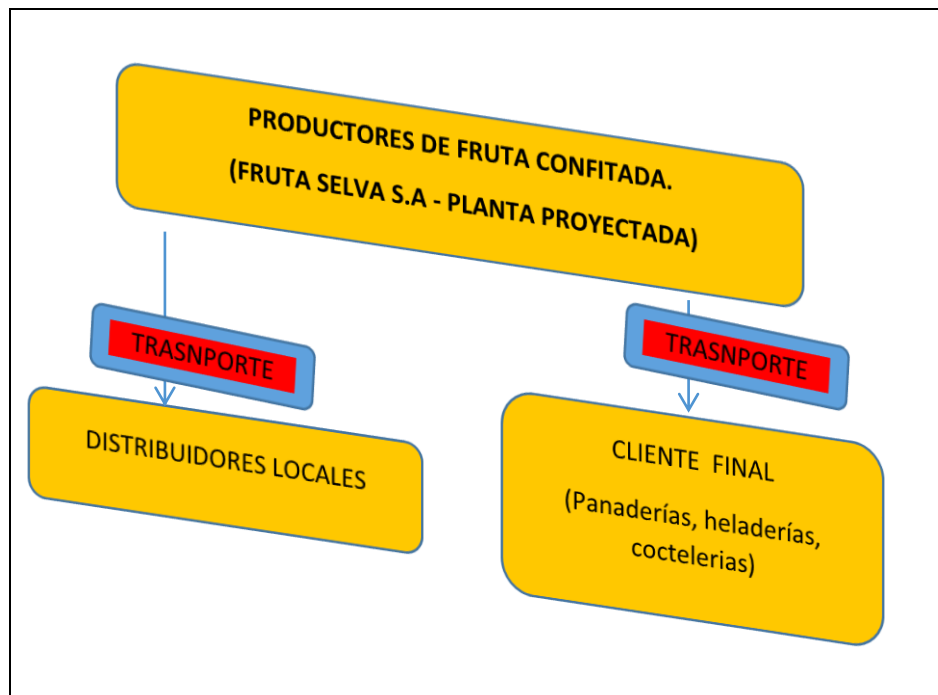 PRODUCTORES DE FRUTA CONFITADA.
(FRUTA SELVA S.A - PLANTA PROYECTADA)
TRASNPORTE
TRASNPORTE
DISTRIBUIDORES LOCALES
CLIENTE FINAL
(Panaderías, heladerías,
coctelerias)